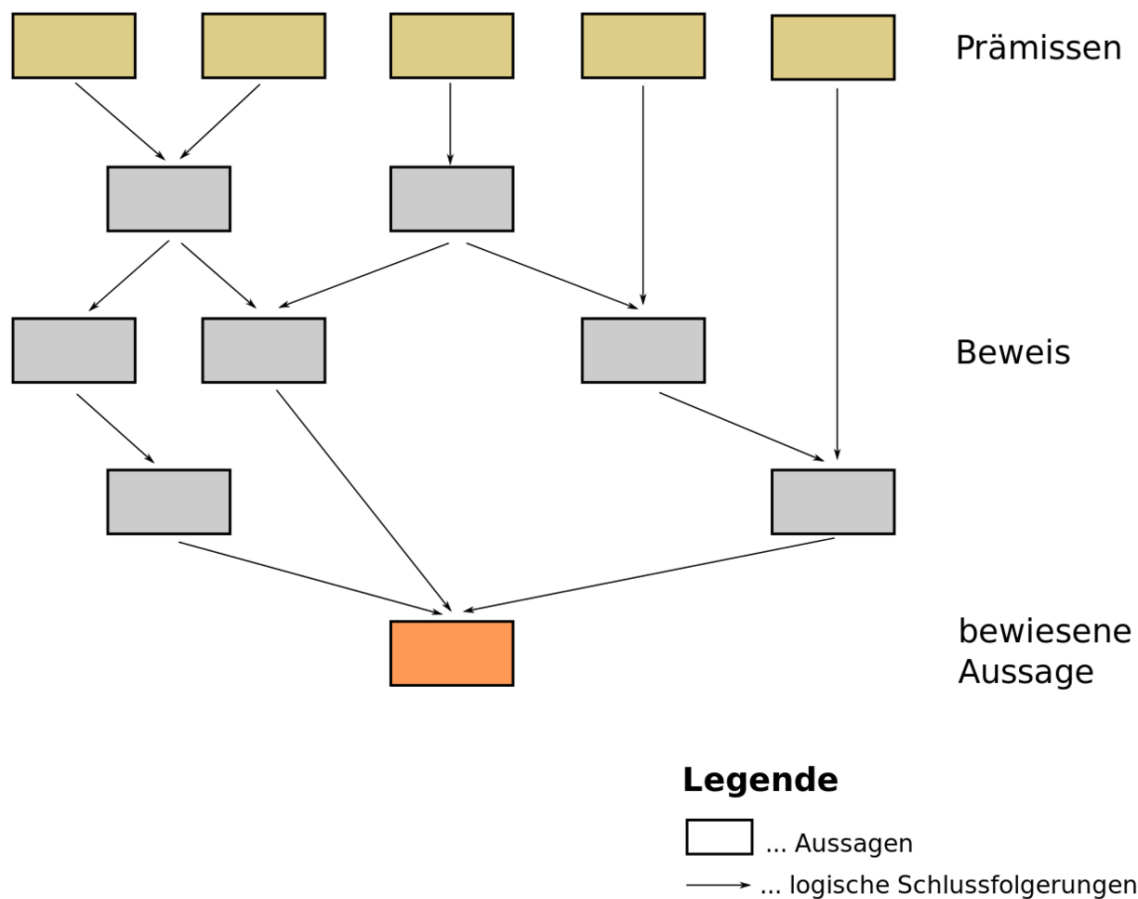 Prämissen
Beweis
bewiesene
Aussage
Legende
... Aussagen
... logische Schlussfolgerungen